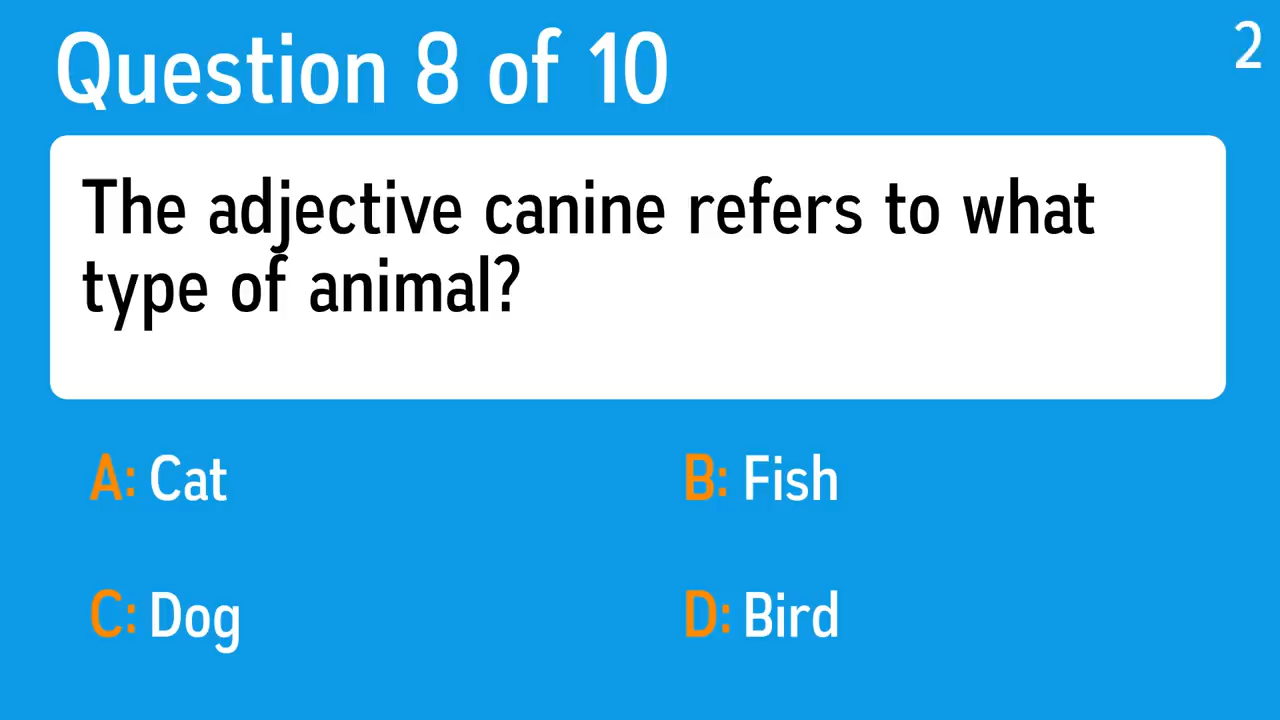 Question 8 of 10
2
The adjective canine refers to what
type of animal?
A: Cat
B: Fish
C: Dog
D: Bird